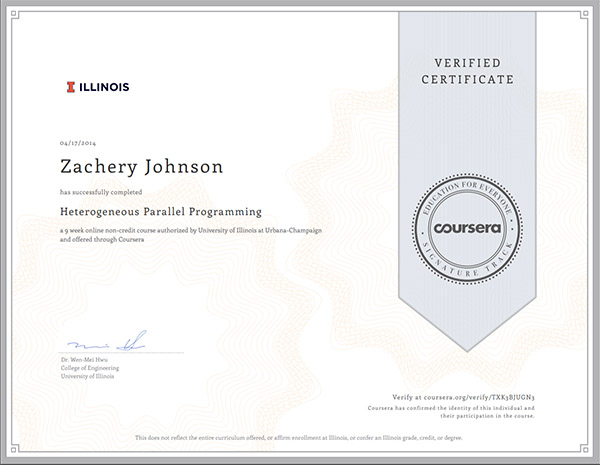 VERIFIED
CERTIFICATE
ILLINOIS
04/17/2014
Zachery Johnson
has successfully completed
Heterogeneous Parallel Programming
a 9 week online non-credit course authorized by University of Illinois at Urbana-Champaign
and offered through Coursera
EDUCATION FOR EVERYONE
coursera
SIGNATURE TRACK
Dr. Wen-Mei Hwu
College of Engineering
University of Illinois
Verify at coursera.org/verify/TXK5BJUGN3
Coursera has confirmed the identity of this individual and
their participation in the course.
This does not reflect the entire curriculum offered, or affirm enrollment at Illinois, or confer an Illinois grade, credit, or degree.